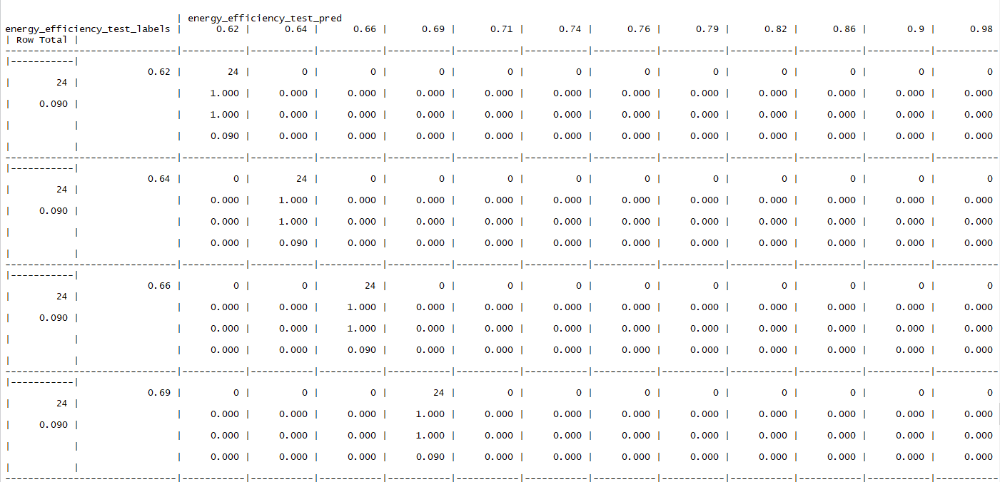 | energy_efficiency_test_pred
energy_efficiency_test_labels | 0.62 | 0.64 | 0.66 | 0.69 | 0.71 | 0.74 | 0.76 | 0.79 | 0.82 | 0.86 | 0.9 | 0.98
| Row Total |
------------------------------|-----------|-----------|-----------|-----------|-----------|-----------|-----------|-----------|-----------|-----------|-----------|-----------
|-----------|
0.62 | 24 | 0 | 0 | 0 | 0 | 0 | 0 | 0 | 0 | 0 | 0 | 0
| 24 |
| 1.000 | 0.000 | 0.000 | 0.000 | 0.000 | 0.000 | 0.000 | 0.000 | 0.000 | 0.000 | 0.000 | 0.000
| 0.090 |
| 1.000 | 0.000 | 0.000 | 0.000 | 0.000 | 0.000 | 0.000 | 0.000 | 0.000 | 0.000 | 0.000 | 0.000
| |
| 0.090 | 0.000 | 0.000 | 0.000 | 0.000 | 0.000 | 0.000 | 0.000 | 0.000 | 0.000 | 0.000 | 0.000
| |
------------------------------|-----------|-----------|-----------|-----------|-----------|-----------|-----------|-----------|-----------|-----------|-----------|-----------
|-----------|
0.64 | 0 | 24 | 0 | 0 | 0 | 0 | 0 | 0 | 0 | 0 | 0 | 0
| 24 |
| 0.000 | 1.000 | 0.000 | 0.000 | 0.000 | 0.000 | 0.000 | 0.000 | 0.000 | 0.000 | 0.000 | 0.000
| 0.090 |
| 0.000 | 1.000 | 0.000 | 0.000 | 0.000 | 0.000 | 0.000 | 0.000 | 0.000 | 0.000 | 0.000 | 0.000
| |
| 0.000 | 0.090 | 0.000 | 0.000 | 0.000 | 0.000 | 0.000 | 0.000 | 0.000 | 0.000 | 0.000 | 0.000
| |
------------------------------|-----------|-----------|-----------|-----------|-----------|-----------|-----------|-----------|-----------|-----------|-----------|-----------
|-----------|
0.66 | 0 | 0 | 24 | 0 | 0 | 0 | 0 | 0 | 0 | 0 | 0 | 0
| 24 |
| 0.000 | 0.000 | 1.000 | 0.000 | 0.000 | 0.000 | 0.000 | 0.000 | 0.000 | 0.000 | 0.000 | 0.000
| 0.090 |
| 0.000 | 0.000 | 1.000 | 0.000 | 0.000 | 0.000 | 0.000 | 0.000 | 0.000 | 0.000 | 0.000 | 0.000
| |
| 0.000 | 0.000 | 0.090 | 0.000 | 0.000 | 0.000 | 0.000 | 0.000 | 0.000 | 0.000 | 0.000 | 0.000
| |
------------------------------|-----------|-----------|-----------|-----------|-----------|-----------|-----------|-----------|-----------|-----------|-----------|-----------
|-----------|
0.69 | 0 | 0 | 0 | 24 | 0 | 0 | 0 | 0 | 0 | 0 | 0 | 0
| 24 |
| 0.000 | 0.000 | 0.000 | 1.000 | 0.000 | 0.000 | 0.000 | 0.000 | 0.000 | 0.000 | 0.000 | 0.000
| 0.090 |
| 0.000 | 0.000 | 0.000 | 1.000 | 0.000 | 0.000 | 0.000 | 0.000 | 0.000 | 0.000 | 0.000 | 0.000
| |
| 0.000 | 0.000 | 0.000 | 0.090 | 0.000 | 0.000 | 0.000 | 0.000 | 0.000 | 0.000 | 0.000 | 0.000
| |
------------------------------|-----------|-----------|-----------|-----------|-----------|-----------|-----------|-----------|-----------|-----------|-----------|-----------